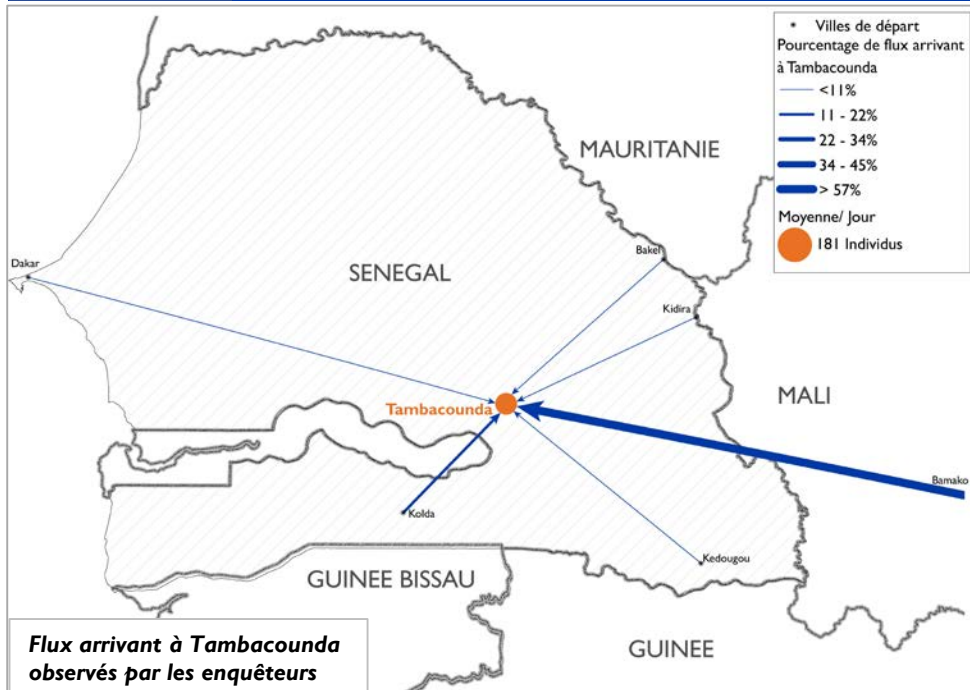 Villes de départ
Pourcentage de flux arrivant
à Tambacounda
<11%
11 - 22%
22 - 34%
34 - 45%
> 57%
Moyenne/ Jour
181 Individus
MAURITANIE
Bakel
Dakar
SENEGAL
Kidira
MALI
Tambacounda
Bamako
Kolda
Kedougou
GUINEE BISSAU
GUINEE
Flux arrivant à Tambacounda
observés par les enquêteurs